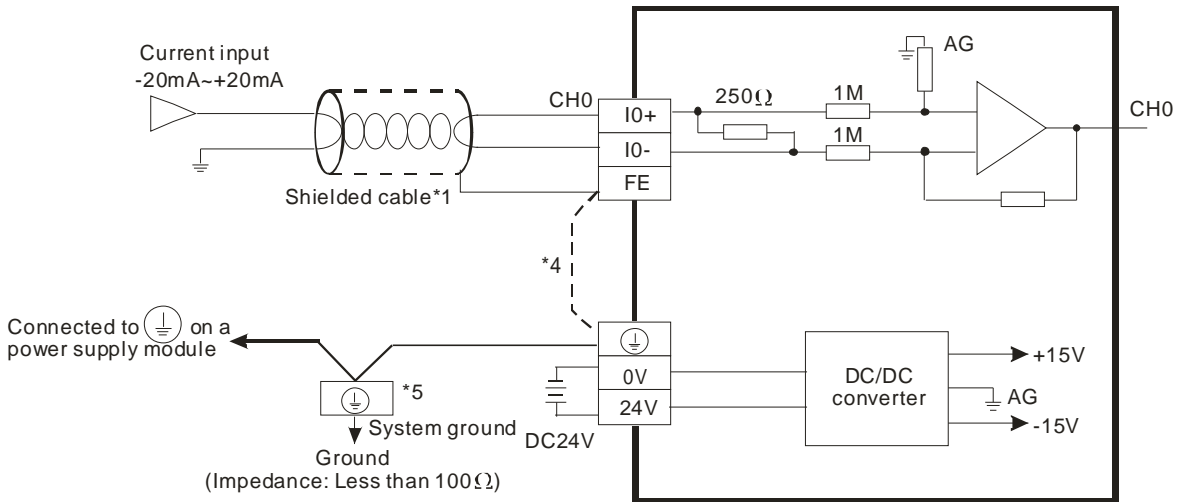 Current input
-20mA~+20mA
Shielded cable*1
CH0
I0+
I0-
FE
250Ω
1M
1M
AG
CH0
*4
Connected to
on a
power supply module
*5
System ground
Ground
(Impedance: Less than 100Ω)
0V
24V
DC24V
DC/DC
converter
+15V
AG
-15V